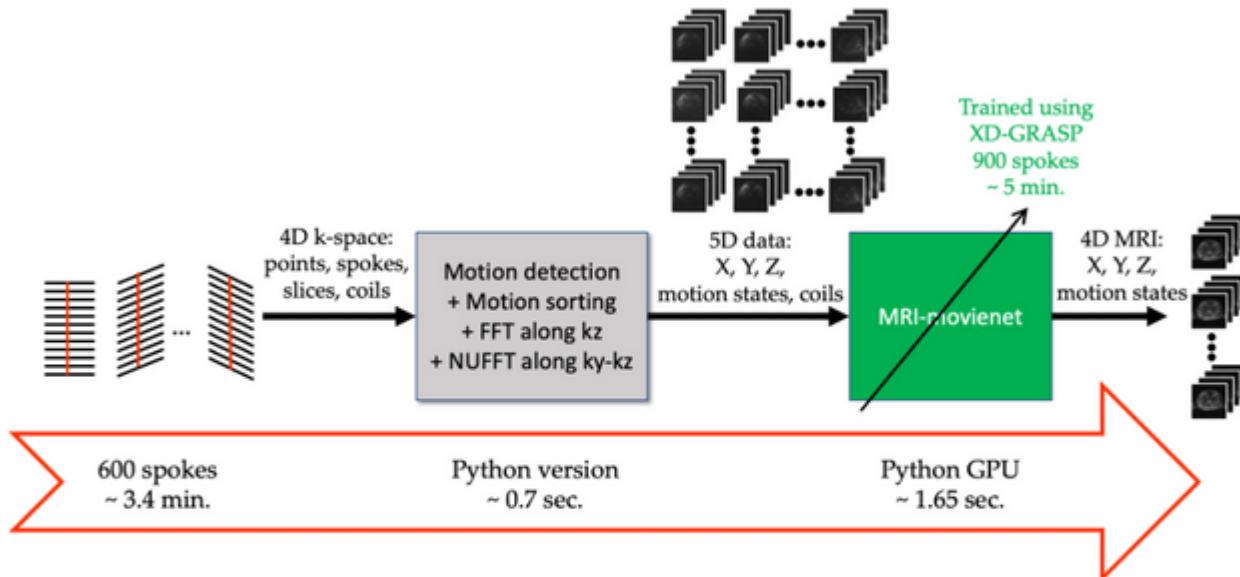 Trained using
XD-GRASP
900 spokes
~ 5 min.
4D k-space:
points, spokes,
slices, coils
Motion detection
+ Motion sorting
+ FFT along kz
+ NUFFT along ky-kz
5D data:
X, Y, Z,
motion states, coils
MRI-movienet
4D MRI:
X, Y, Z,
motion states
...
600 spokes
~ 3.4 min.
Python version
~ 0.7 sec.
Python GPU
~ 1.65 sec.